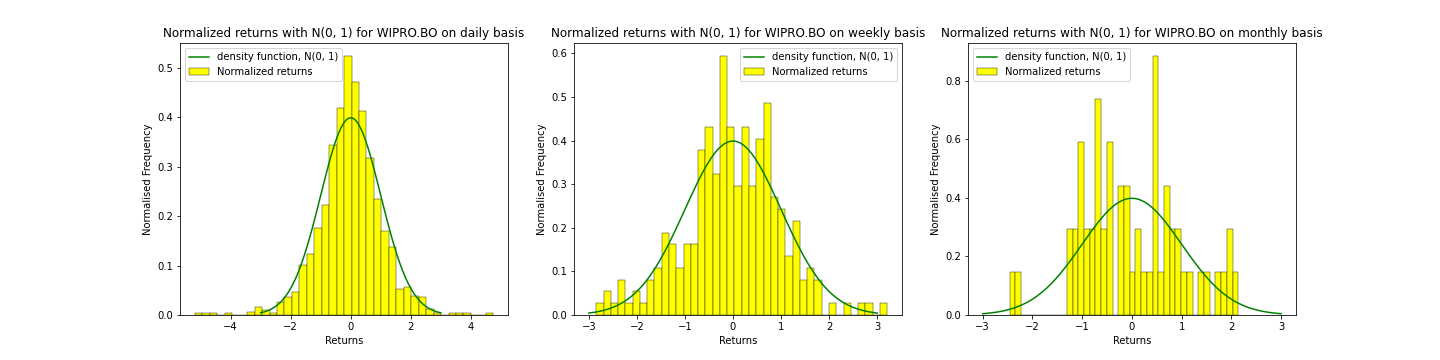 Normalized returns with N(0, 1) for WIPRO.BO on daily basis
density function, N(0, 1)
Normalized returns
Normalised Frequency
0.5
0.4
0.3
0.2
0.1
0.0
−4
−2
0
2
4
Returns
Normalized returns with N(0, 1) for WIPRO.BO on weekly basis
density function, N(0, 1)
Normalized returns
Normalised Frequency
0.6
0.5
0.4
0.3
0.2
0.1
0.0
−3
−2
−1
0
1
2
3
Returns
Normalized returns with N(0, 1) for WIPRO.BO on monthly basis
density function, N(0, 1)
Normalized returns
Normalised Frequency
0.8
0.6
0.4
0.2
0.0
−3
−2
−1
0
1
2
3
Returns